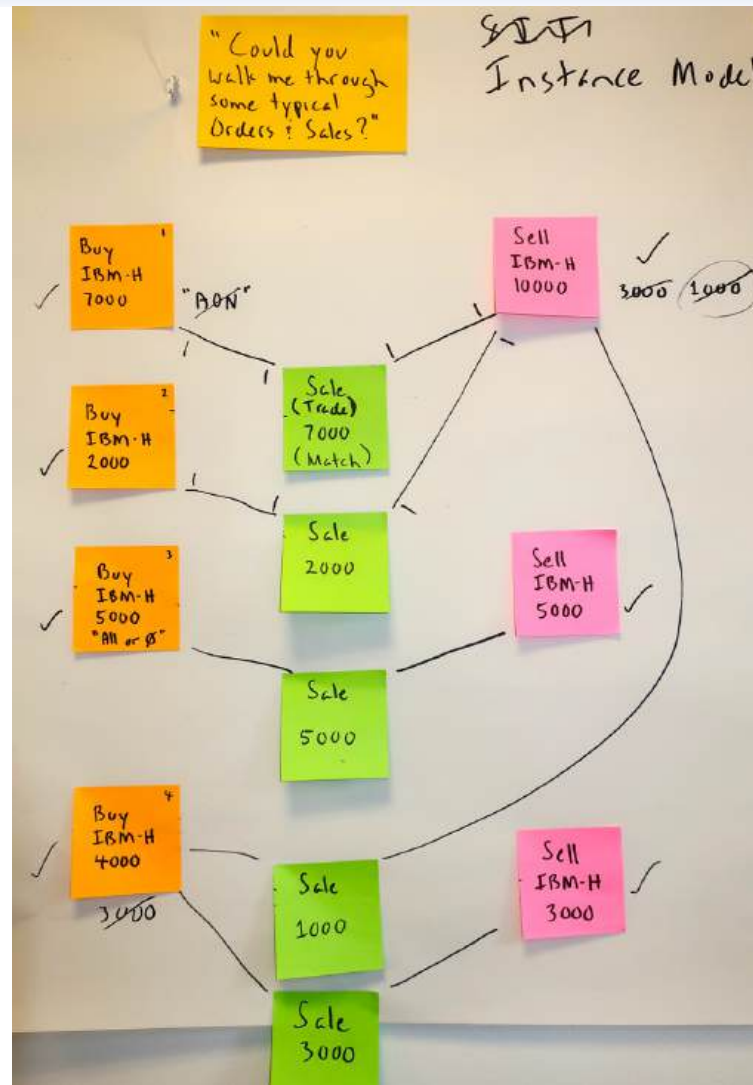 "Could you
walk me through
some typical
Orders & Sales?"
Instance Model
Buy 1
IBM-H
7000
"AON"
Sell
IBM-H
10000
3000 1000
Sale
(Trade)
7000
(Match)
Buy 2
IBM-H
2000
Sale
2000
Buy 3
IBM-H
5000
"All or Ø"
Sell
IBM-H
5000
Sale
5000
Buy 4
IBM-H
4000
3000
Sale
1000
Sell
IBM-H
3000
Sale
3000